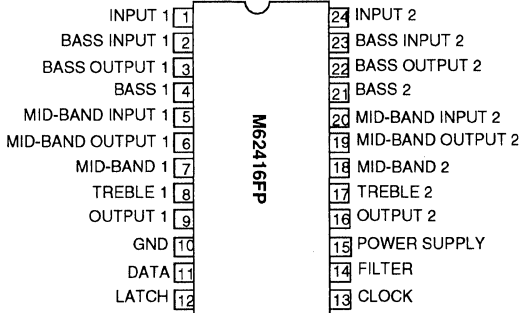 INPUT 1 1 24 INPUT 2
BASS INPUT 1 2 23 BASS INPUT 2
BASS OUTPUT 1 3 22 BASS OUTPUT 2
BASS 1 4 21 BASS 2
MID-BAND INPUT 1 5 20 MID-BAND INPUT 2
MID-BAND OUTPUT 1 6 19 MID-BAND OUTPUT 2
MID-BAND 1 7 18 MID-BAND 2
TREBLE 1 8 17 TREBLE 2
OUTPUT 1 9 16 OUTPUT 2
GND 10 15 POWER SUPPLY
DATA 11 14 FILTER
LATCH 12 13 CLOCK
M62416FP